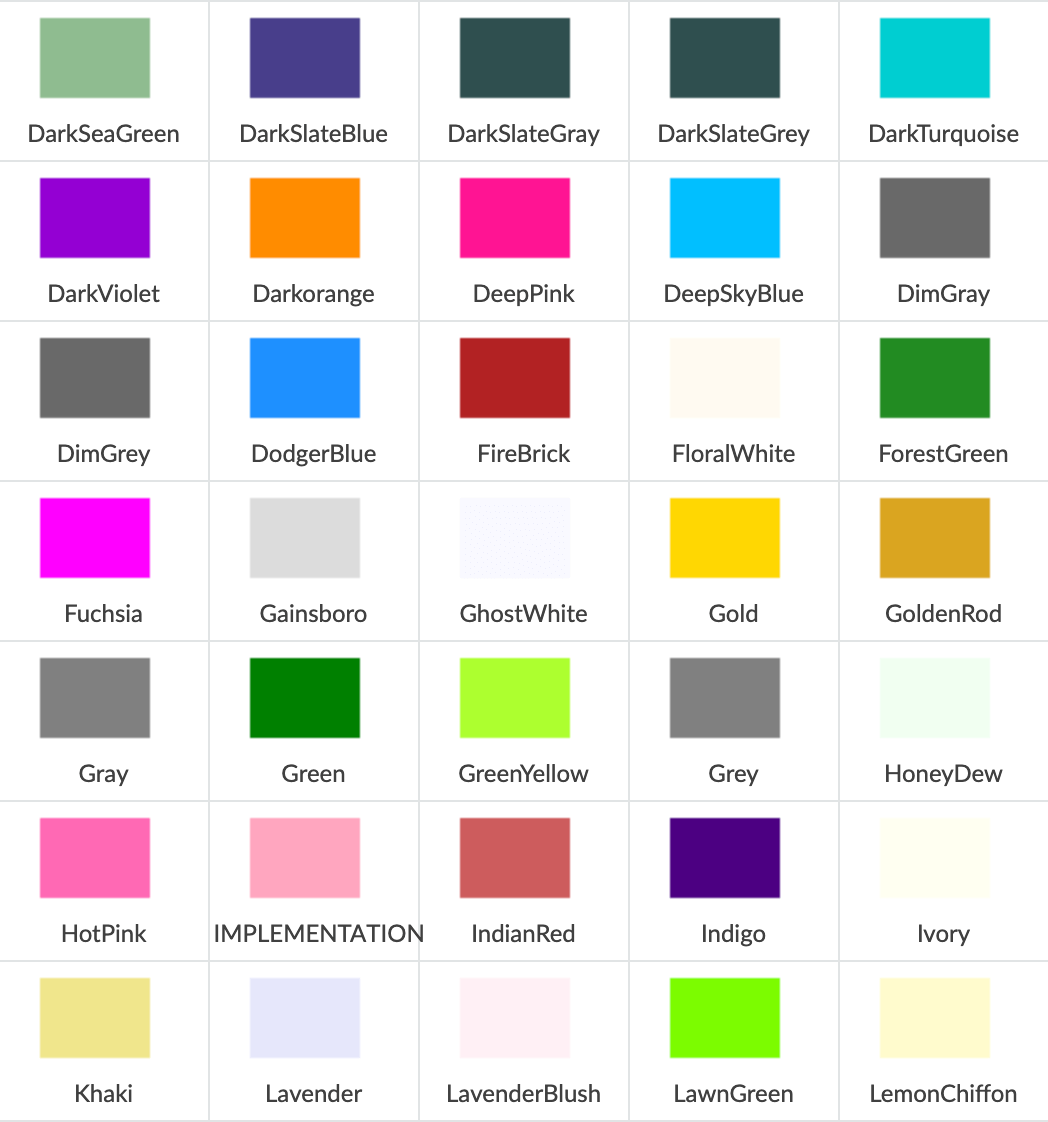 DarkSeaGreen DarkSlateBlue DarkSlateGray DarkSlateGrey DarkTurquoise
DarkViolet Darkorange DeepPink DeepSkyBlue DimGray
DimGrey DodgerBlue FireBrick FloralWhite ForestGreen
Fuchsia Gainsboro GhostWhite Gold GoldenRod
Gray Green GreenYellow Grey HoneyDew
HotPink IMPLEMENTATION IndianRed Indigo Ivory
Khaki Lavender LavenderBlush LawnGreen LemonChiffon